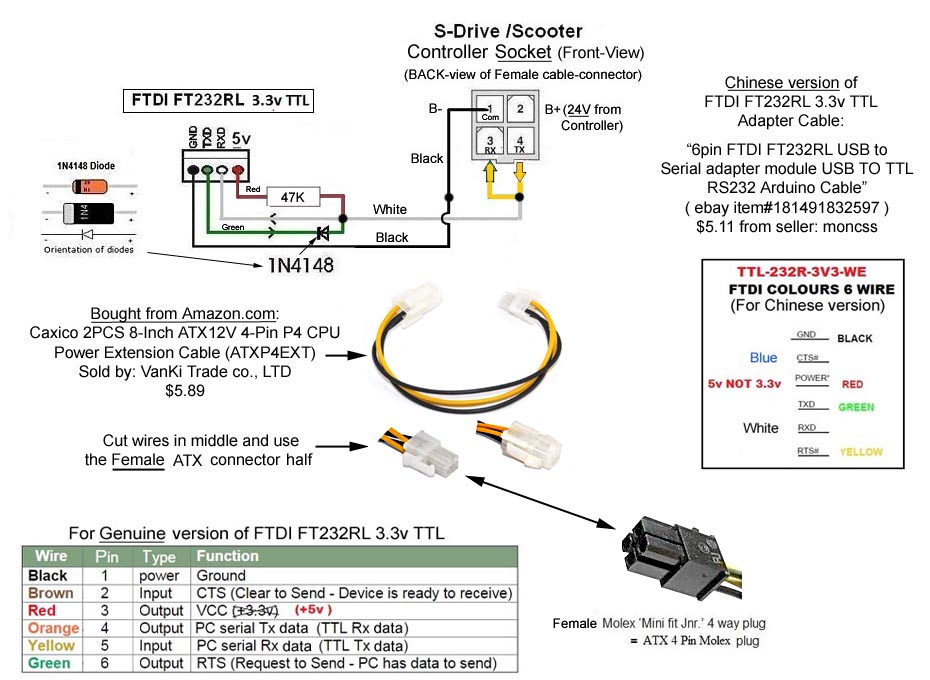 S-Drive /Scooter
Controller Socket (Front-View)
(BACK-view of Female cable-connector)
FTDI FT232RL 3.3v TTL
GND
TXD
RXD
5v
B-
1
Com
2
3
RX
4
TX
B+ (24V from
Controller)
1N4148 Diode
-
+
1N4
-
+
-
+
Orientation of diodes
Red
47K
White
Green
Black
Black
1N4148
Chinese version of
FTDI FT232RL 3.3v TTL
Adapter Cable:
“6pin FTDI FT232RL USB to
Serial adapter module USB TO TTL
RS232 Arduino Cable”
( ebay item#181491832597 )
$5.11 from seller: moncss
TTL-232R-3V3-WE
FTDI COLOURS 6 WIRE
(For Chinese version)
GND BLACK
Blue CTS#
5v NOT 3.3v POWER* RED
TXD GREEN
White RXD
RTS# YELLOW
Bought from Amazon.com:
Caxico 2PCS 8-Inch ATX12V 4-Pin P4 CPU
Power Extension Cable (ATXP4EXT)
Sold by: VanKi Trade co., LTD
$5.89
Cut wires in middle and use
the Female ATX connector half
Female Molex 'Mini fit Jnr.' 4 way plug
= ATX 4 Pin Molex plug
For Genuine version of FTDI FT232RL 3.3v TTL
Wire Pin Type Function
Black 1 power Ground
Brown 2 Input CTS (Clear to Send - Device is ready to receive)
Red 3 Output VCC (+3.3v) (+5v )
Orange 4 Output PC serial Tx data (TTL Rx data)
Yellow 5 Input PC serial Rx data (TTL Tx data)
Green 6 Output RTS (Request to Send - PC has data to send)